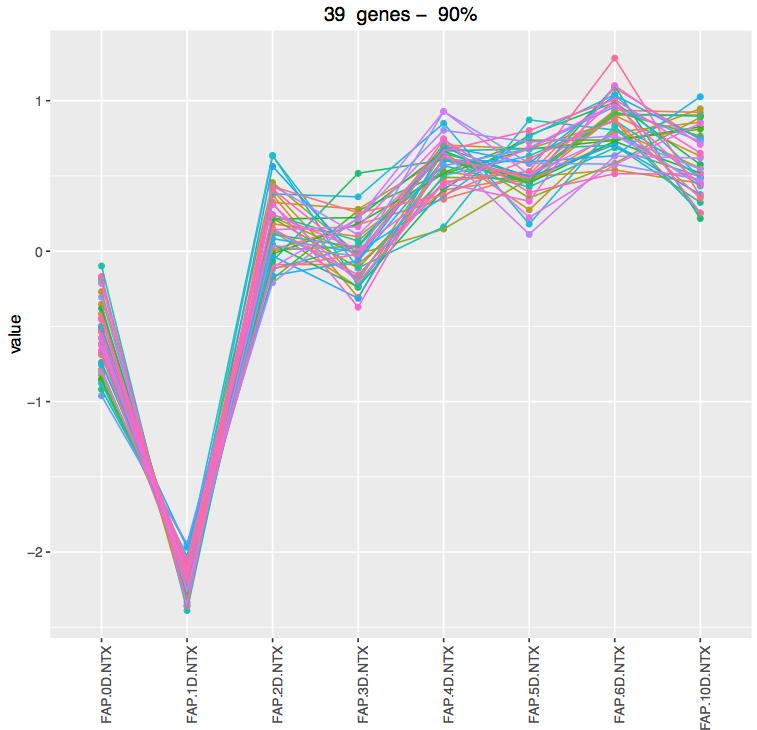 39 genes − 90%
value
1
0
−1
−2
FAP.0D.NTX
FAP.1D.NTX
FAP.2D.NTX
FAP.3D.NTX
FAP.4D.NTX
FAP.5D.NTX
FAP.6D.NTX
FAP.10D.NTX